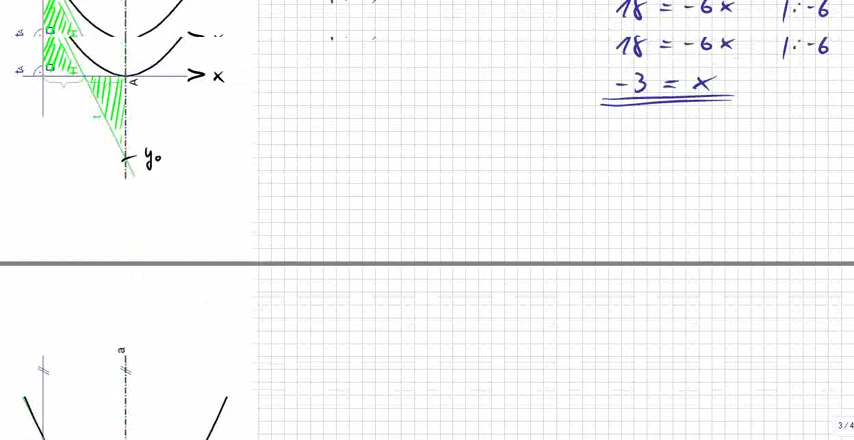 18 = -6x |:-6
18 = -6x |:-6
-3 = x
> x
A
t
y₀
a
3 / 4